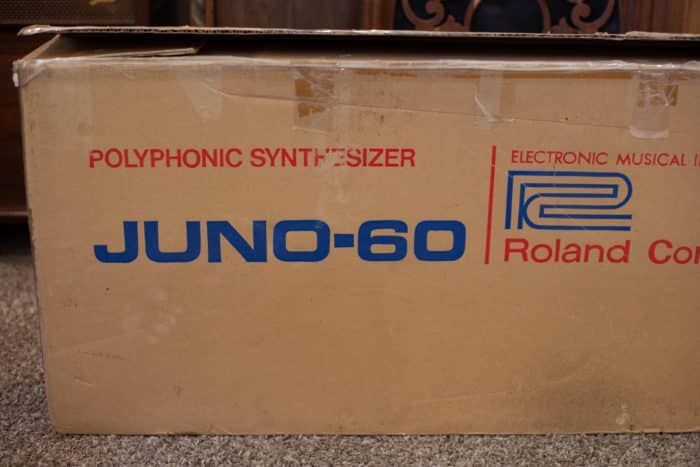 POLYPHONIC SYNTHESIZER
JUNO-60
ELECTRONIC MUSICAL
Roland